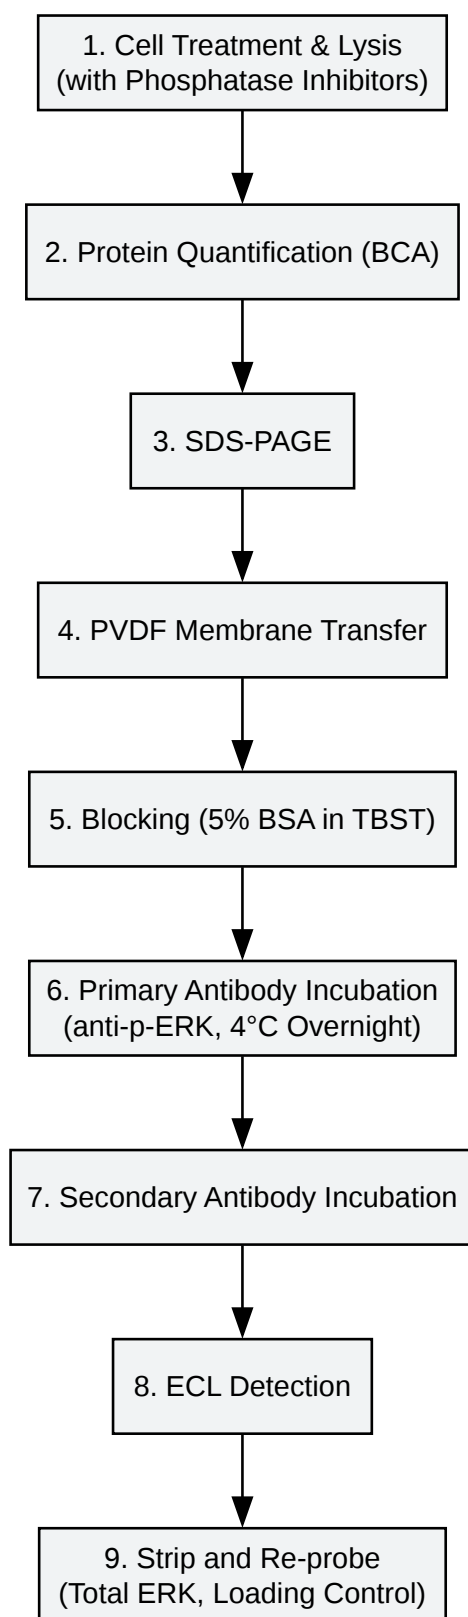 1. Cell Treatment & Lysis
(with Phosphatase Inhibitors)
2. Protein Quantification (BCA)
3. SDS-PAGE
4. PVDF Membrane Transfer
5. Blocking (5% BSA in TBST)
6. Primary Antibody Incubation
(anti-p-ERK, 4°C Overnight)
7. Secondary Antibody Incubation
8. ECL Detection
9. Strip and Re-probe
(Total ERK, Loading Control)